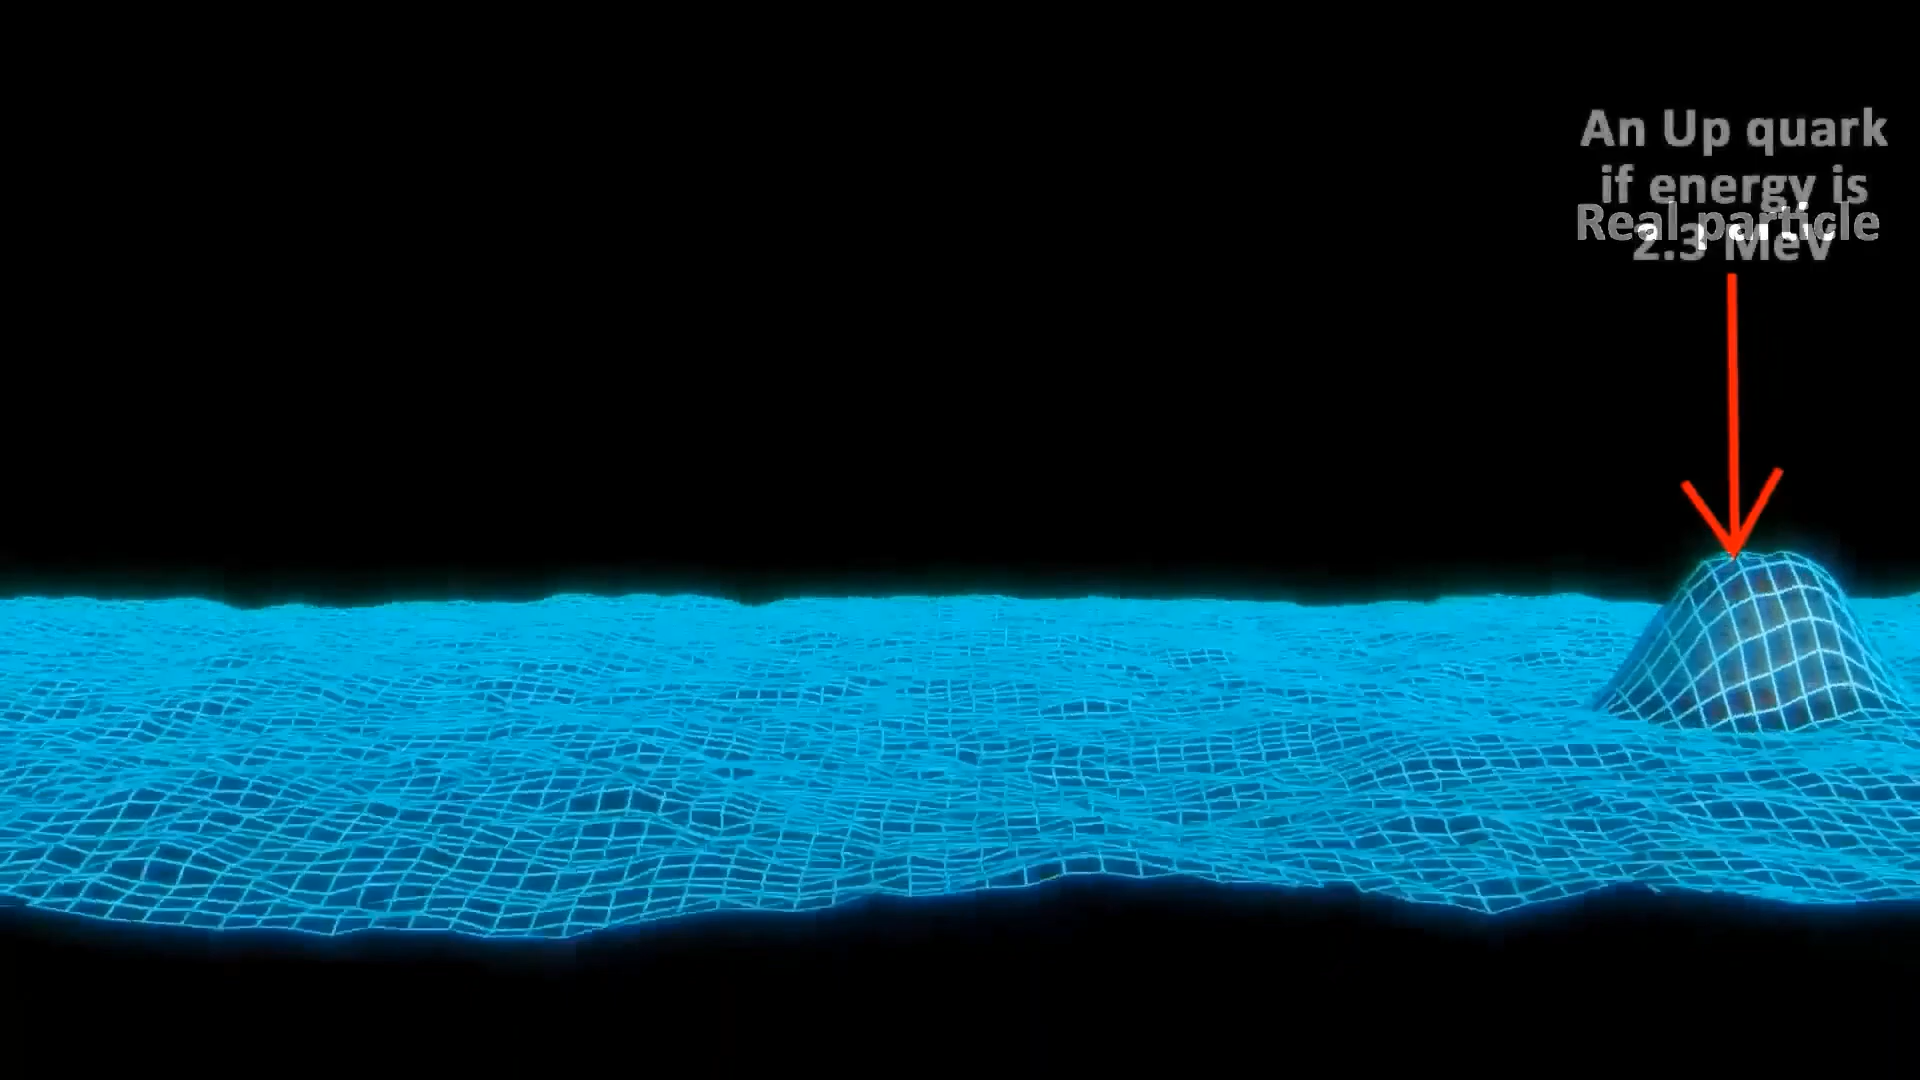 An Up quark
if energy is
Real particle
2.3 MeV